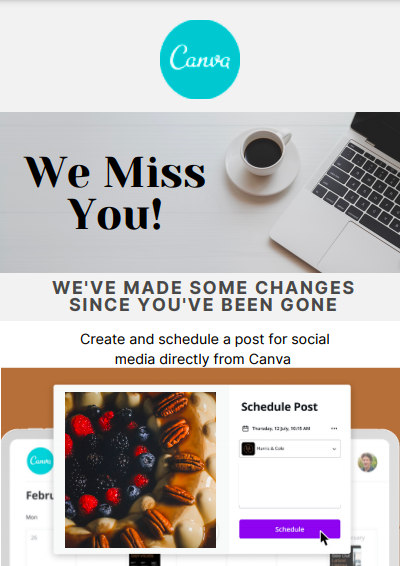 Canva
We Miss
You!
WE'VE MADE SOME CHANGES
SINCE YOU'VE BEEN GONE
Create and schedule a post for social
media directly from Canva
Schedule Post
Thursday, 12 July, 10:15 AM
Harris & Cole
Canva
Febru
Mon
26
Schedule